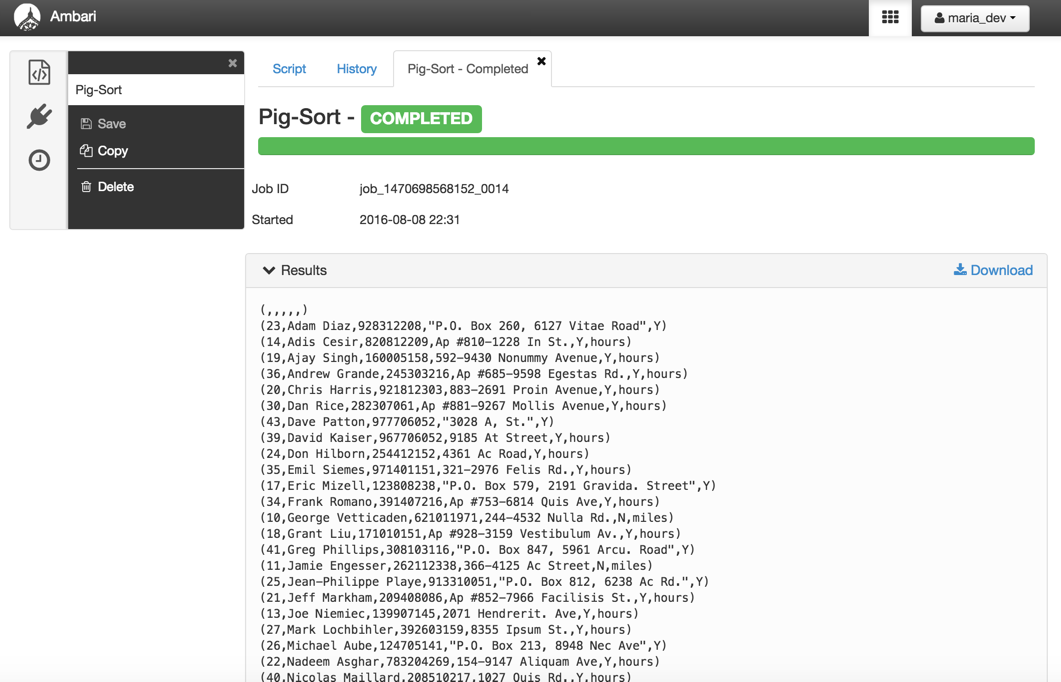 Ambari
maria_dev
Pig-Sort
Save
Copy
Delete
Script History Pig-Sort - Completed
Pig-Sort - COMPLETED
Job ID job_1470698568152_0014
Started 2016-08-08 22:31
Results Download
(,,,,,)
(23,Adam Diaz,928312208,"P.O. Box 260, 6127 Vitae Road",Y)
(14,Adis Cesir,820812209,Ap #810-1228 In St.,Y,hours)
(19,Ajay Singh,160005158,592-9430 Nonummy Avenue,Y,hours)
(36,Andrew Grande,245303216,Ap #685-9598 Egestas Rd.,Y,hours)
(20,Chris Harris,921812303,883-2691 Proin Avenue,Y,hours)
(30,Dan Rice,282307061,Ap #881-9267 Mollis Avenue,Y,hours)
(43,Dave Patton,977706052,"3028 A, St.",Y)
(39,David Kaiser,967706052,9185 At Street,Y,hours)
(24,Don Hilborn,254412152,4361 Ac Road,Y,hours)
(35,Emil Siemes,971401151,321-2976 Felis Rd.,Y,hours)
(17,Eric Mizell,123808238,"P.O. Box 579, 2191 Gravida. Street",Y)
(34,Frank Romano,391407216,Ap #753-6814 Quis Ave,Y,hours)
(10,George Vetticaden,621011971,244-4532 Nulla Rd.,N,miles)
(18,Grant Liu,171010151,Ap #928-3159 Vestibulum Av.,Y,hours)
(41,Greg Phillips,308103116,"P.O. Box 847, 5961 Arcu. Road",Y)
(11,Jamie Engesser,262112338,366-4125 Ac Street,N,miles)
(25,Jean-Philippe Playe,913310051,"P.O. Box 812, 6238 Ac Rd.",Y)
(21,Jeff Markham,209408086,Ap #852-7966 Facilisis St.,Y,hours)
(13,Joe Niemiec,139907145,2071 Hendrerit. Ave,Y,hours)
(27,Mark Lochbihler,392603159,8355 Ipsum St.,Y,hours)
(26,Michael Aube,124705141,"P.O. Box 213, 8948 Nec Ave",Y)
(22,Nadeem Asghar,783204269,154-9147 Aliquam Ave,Y,hours)
(40,Nicolas Maillard,208510217,1027 Quis Rd.,Y,hours)